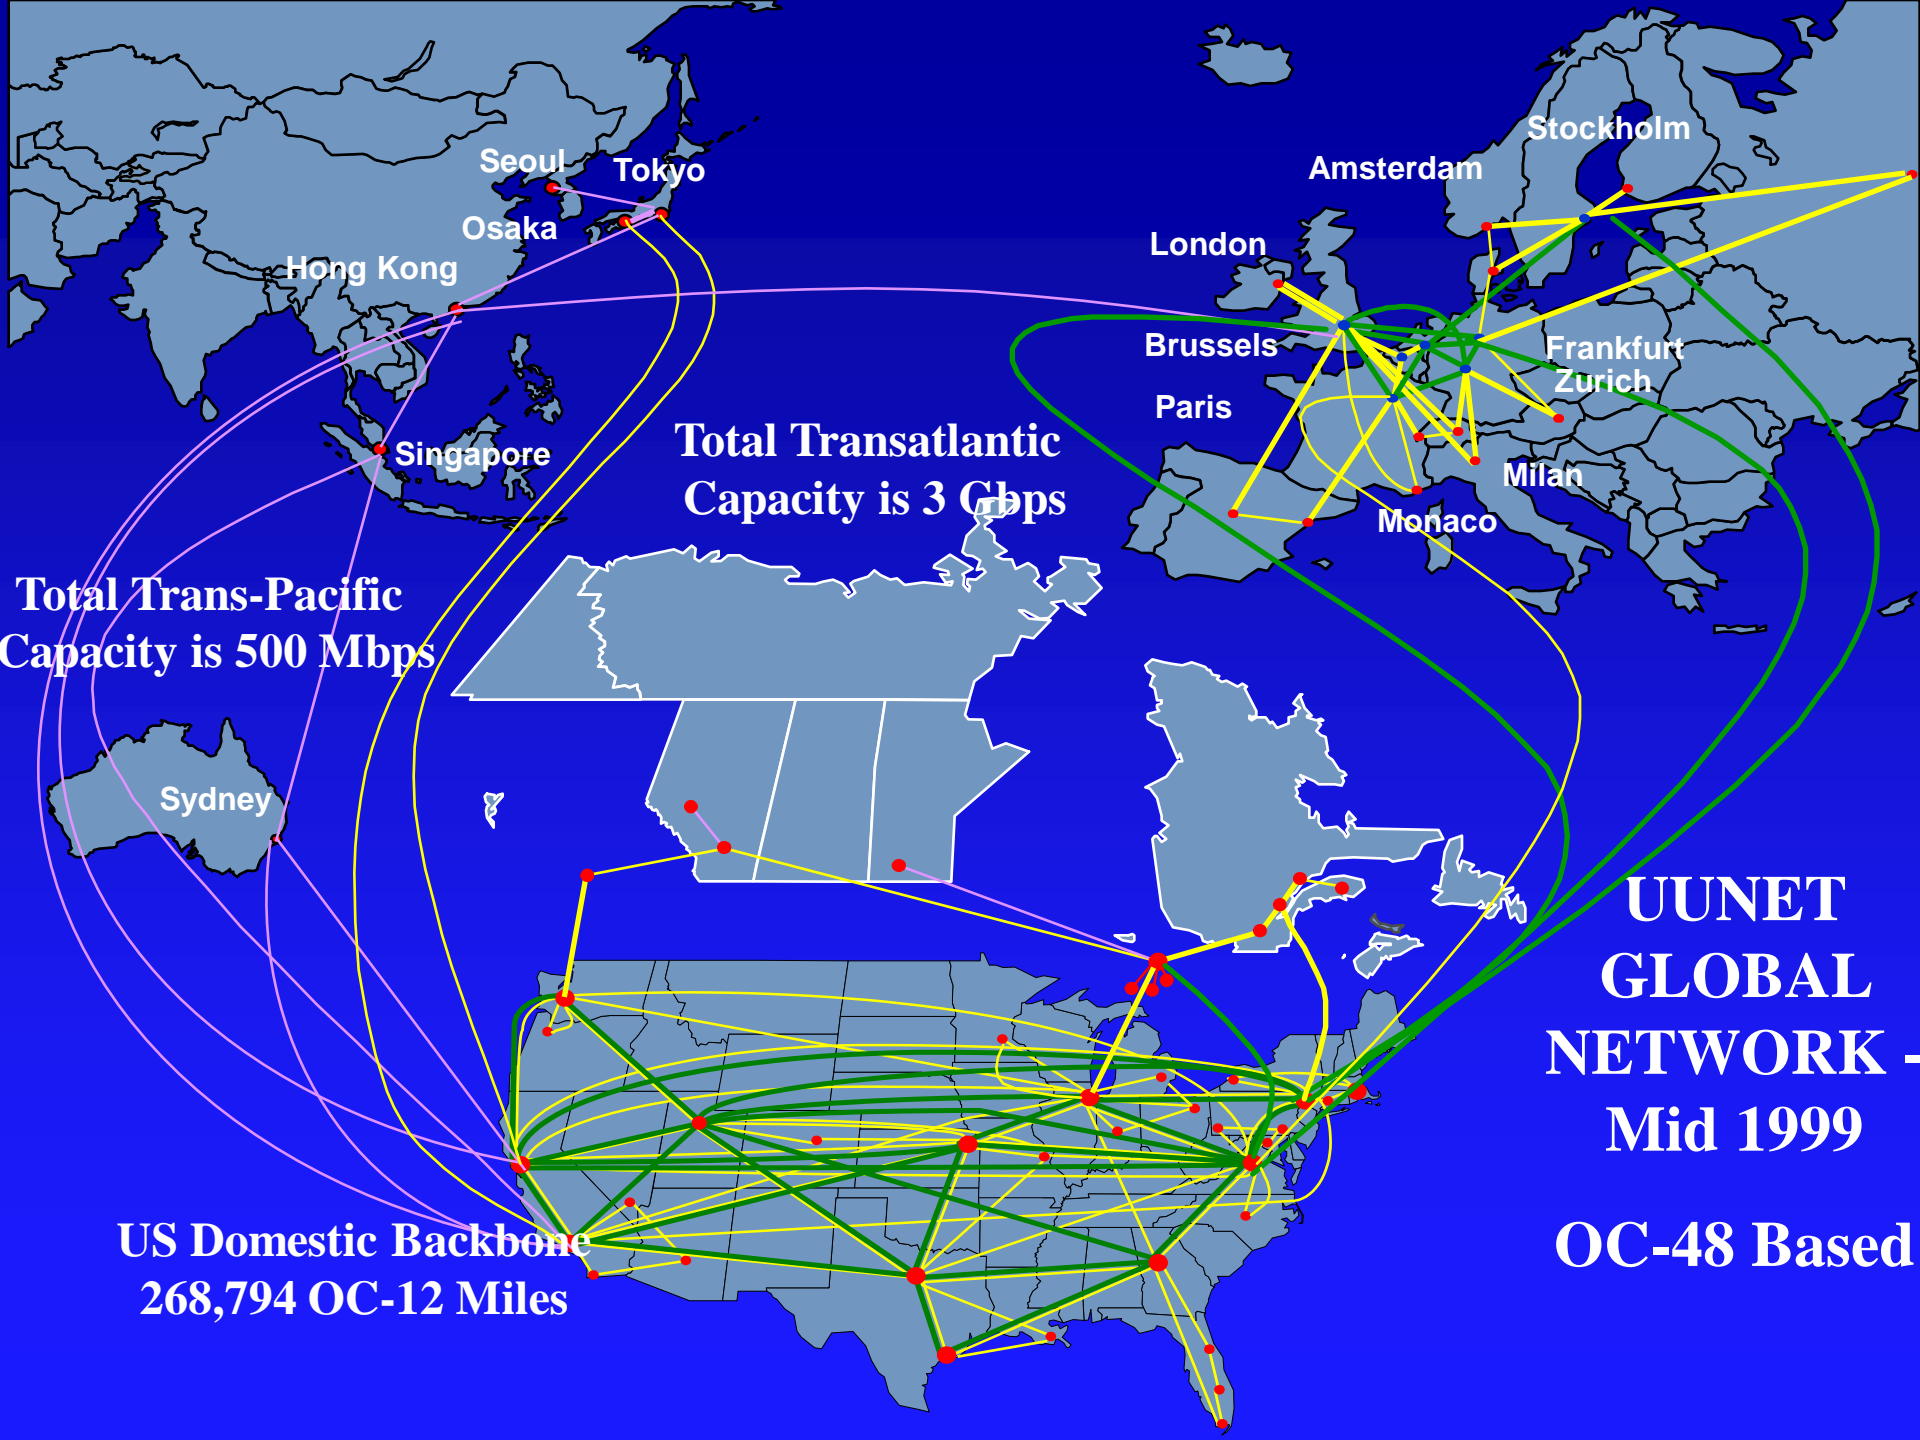 Stockholm
Seoul
Tokyo
Amsterdam
Osaka
London
Hong Kong
Brussels
Frankfurt
Zurich
Paris
Singapore
Total Transatlantic
Capacity is 3 Gbps
Milan
Monaco
Total Trans-Pacific
Capacity is 500 Mbps
Sydney
UUNET
GLOBAL
NETWORK -
Mid 1999
OC-48 Based
US Domestic Backbone
268,794 OC-12 Miles